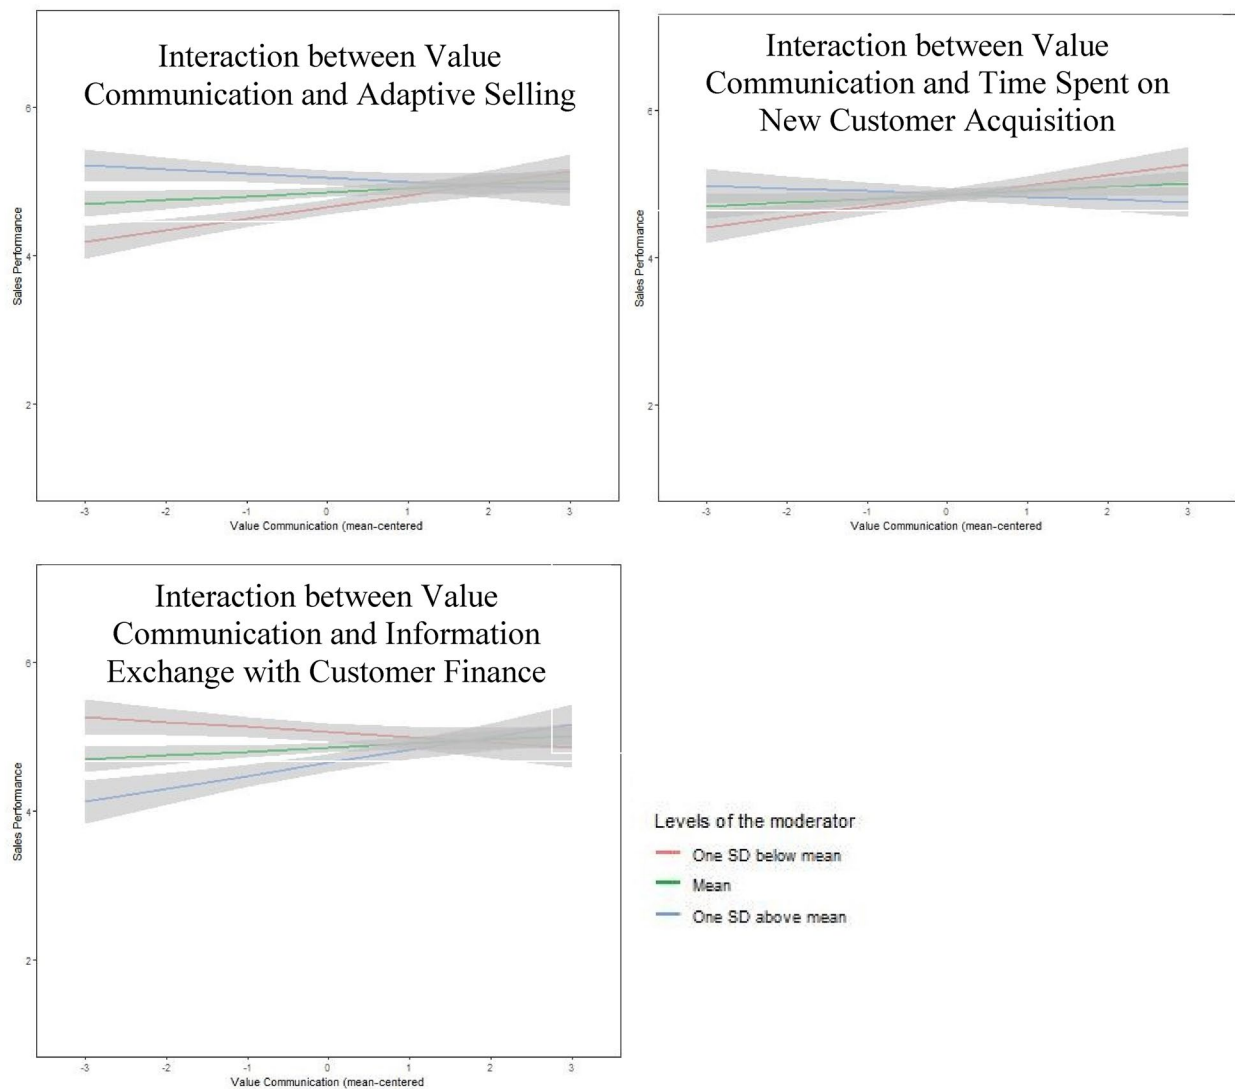 Interaction between Value
Communication and Adaptive Selling
6
4
2
Sales Performance
-3 -2 -1 0 1 2 3
Value Communication (mean-centered
Interaction between Value
Communication and Time Spent on
New Customer Acquisition
6
4
2
Sales Performance
-3 -2 -1 0 1 2 3
Value Communication (mean-centered
Interaction between Value
Communication and Information
Exchange with Customer Finance
6
4
2
Sales Performance
-3 -2 -1 0 1 2 3
Value Communication (mean-centered
Levels of the moderator
One SD below mean
Mean
One SD above mean